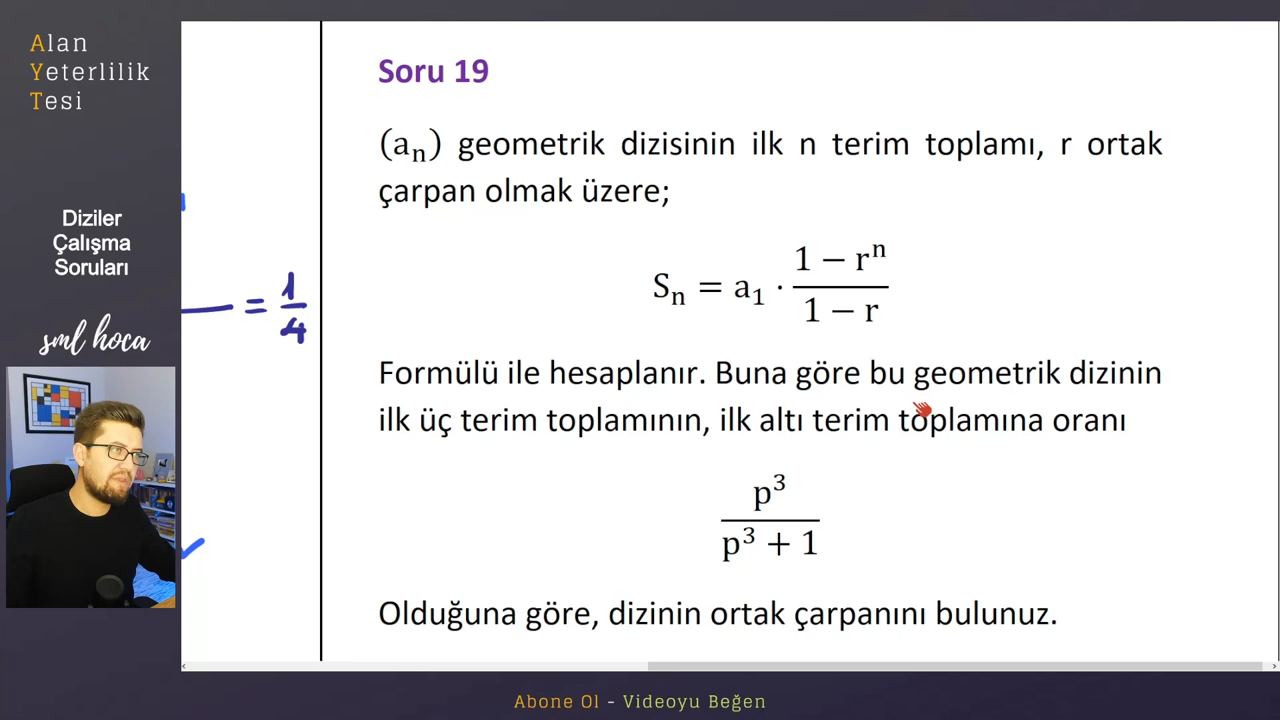 Alan
Yeterlilik
Tesi
Diziler
Çalışma
Soruları
sml hoca
= 1/4
Soru 19
(aₙ) geometrik dizisinin ilk n terim toplamı, r ortak
çarpan olmak üzere;
Sₙ = a₁ · (1 − rⁿ)/(1 − r)
Formülü ile hesaplanır. Buna göre bu geometrik dizinin
ilk üç terim toplamının, ilk altı terim toplamına oranı
p³/(p³ + 1)
Olduğuna göre, dizinin ortak çarpanını bulunuz.
Abone Ol - Videoyu Beğen